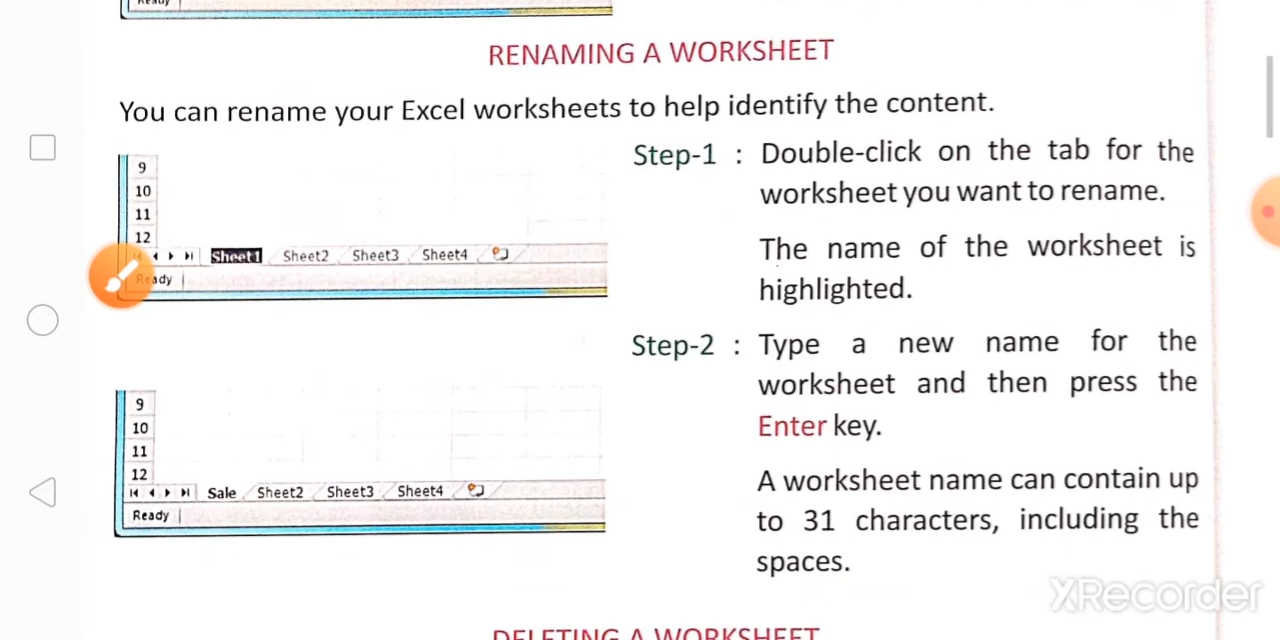 Ready
RENAMING A WORKSHEET
You can rename your Excel worksheets to help identify the content.
9
10
11
12
Sheet1 Sheet2 Sheet3 Sheet4
Ready
Step-1 : Double-click on the tab for the
worksheet you want to rename.
The name of the worksheet is
highlighted.
Step-2 : Type a new name for the
worksheet and then press the
Enter key.
9
10
11
12
Sale Sheet2 Sheet3 Sheet4
Ready
A worksheet name can contain up
to 31 characters, including the
spaces.
XRecorder
DELETING A WORKSHEET